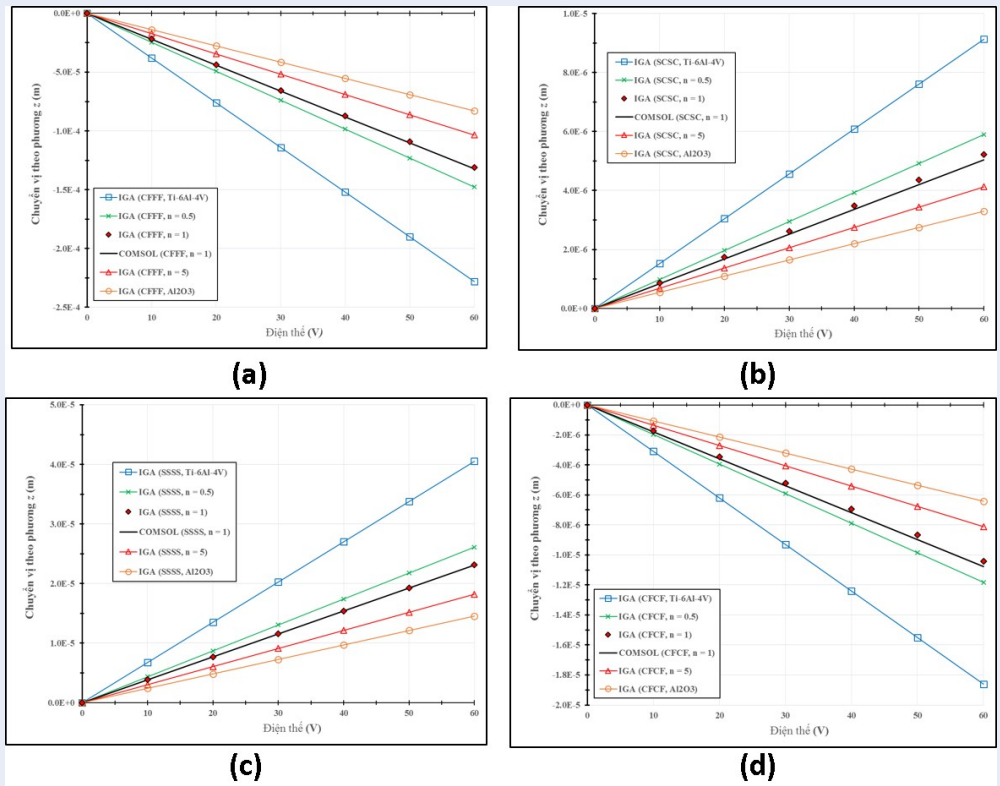 0.0E+0
-5.0E-5
-1.0E-4
-1.5E-4
-2.0E-4
-2.5E-4
Chuyển vị theo phương z (m)
IGA (CFFF, Ti-6Al-4V)
IGA (CFFF, n = 0.5)
IGA (CFFF, n = 1)
COMSOL (CFFF, n = 1)
IGA (CFFF, n = 5)
IGA (CFFF, Al2O3)
0 10 20 30 40 50 60
Điện thế (V)
(a)
1.0E-5
8.0E-6
6.0E-6
4.0E-6
2.0E-6
0.0E+0
Chuyển vị theo phương z (m)
IGA (SCSC, Ti-6Al-4V)
IGA (SCSC, n = 0.5)
IGA (SCSC, n = 1)
COMSOL (SCSC, n = 1)
IGA (SCSC, n = 5)
IGA (SCSC, Al2O3)
0 10 20 30 40 50 60
Điện thế (V)
(b)
5.0E-5
4.0E-5
3.0E-5
2.0E-5
1.0E-5
0.0E+0
Chuyển vị theo phương z (m)
IGA (SSSS, Ti-6Al-4V)
IGA (SSSS, n = 0.5)
IGA (SSSS, n = 1)
COMSOL (SSSS, n = 1)
IGA (SSSS, n = 5)
IGA (SSSS, Al2O3)
0 10 20 30 40 50 60
Điện thế (V)
(c)
0.0E+0
-2.0E-6
-4.0E-6
-6.0E-6
-8.0E-6
-1.0E-5
-1.2E-5
-1.4E-5
-1.6E-5
-1.8E-5
-2.0E-5
Chuyển vị theo phương z (m)
IGA (CFCF, Ti-6Al-4V)
IGA (CFCF, n = 0.5)
IGA (CFCF, n = 1)
COMSOL (CFCF, n = 1)
IGA (CFCF, n = 5)
IGA (CFCF, Al2O3)
0 10 20 30 40 50 60
Điện thế (V)
(d)